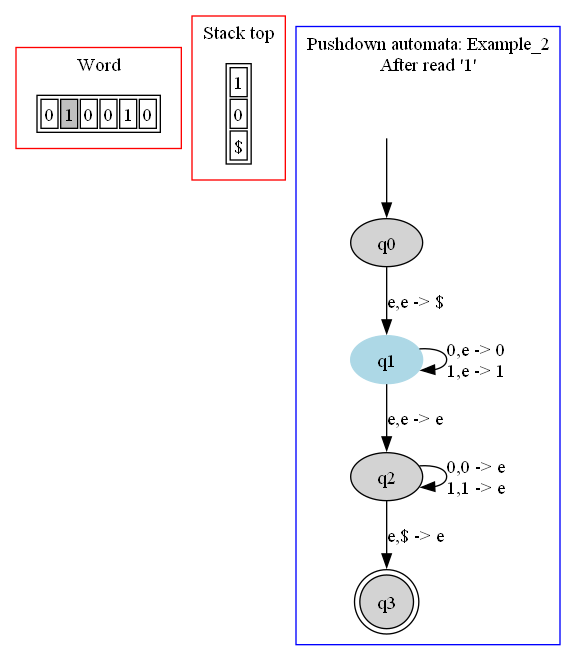 Word
0 1 0 0 1 0
Stack top
1
0
$
Pushdown automata: Example_2
After read '1'
q0
e,e -> $
q1
0,e -> 0
1,e -> 1
e,e -> e
q2
0,0 -> e
1,1 -> e
e,$ -> e
q3